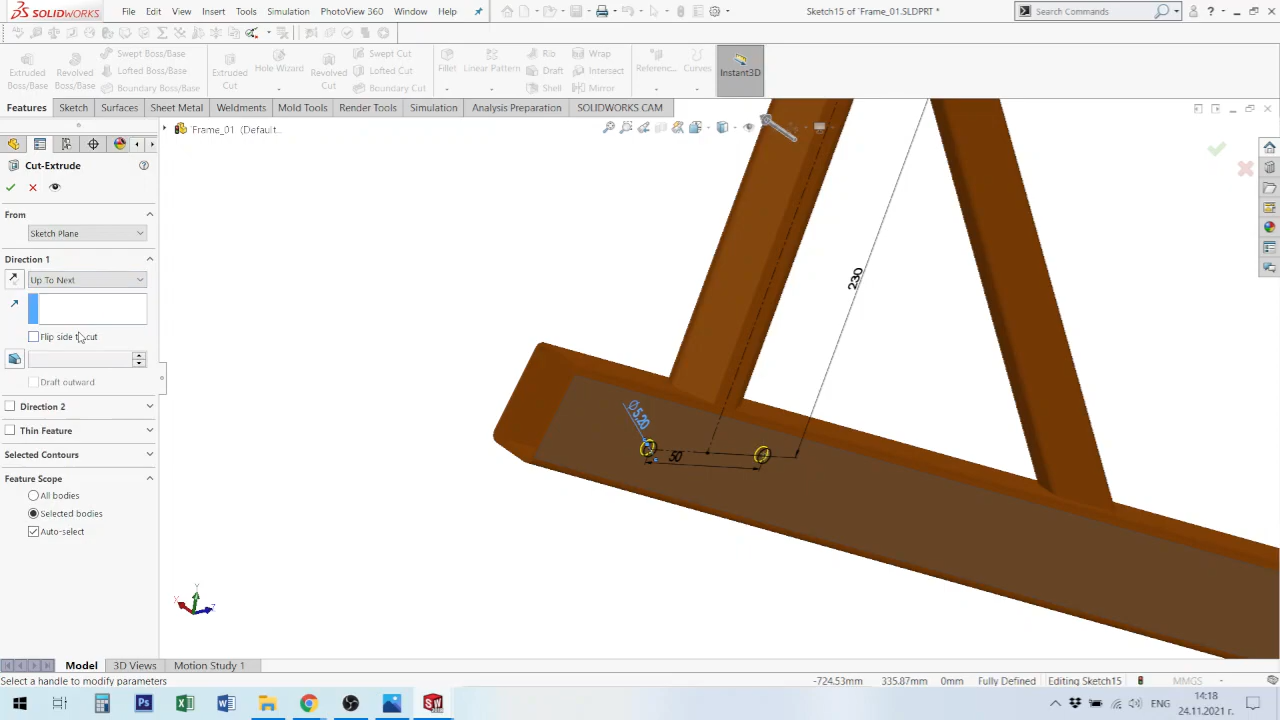 SOLIDWORKS File Edit View Insert Tools Simulation PhotoView 360 Window Help Sketch15 of 'Frame_01.SLDPRT * Search Commands
Extruded Boss/Base
Revolved Boss/Base
Swept Boss/Base
Lofted Boss/Base
Boundary Boss/Base
Extruded Cut
Hole Wizard
Revolved Cut
Swept Cut
Lofted Cut
Boundary Cut
Fillet
Linear Pattern
Rib
Draft
Shell
Wrap
Intersect
Mirror
Referenc...
Curves
Instant3D
Features Sketch Surfaces Sheet Metal Weldments Mold Tools Render Tools Simulation Analysis Preparation SOLIDWORKS CAM
'Frame_01 (Default...
Cut-Extrude
From
Sketch Plane
Direction 1
Up To Next
Flip side to cut
Draft outward
Direction 2
Thin Feature
Selected Contours
Feature Scope
All bodies
Selected bodies
Auto-select
230
Ø5.20
50
Y
X
Z
Model 3D Views Motion Study 1
Select a handle to modify parameters -724.53mm 335.87mm 0mm Fully Defined Editing Sketch15 MMGS
ENG
14:18
24.11.2021 г.